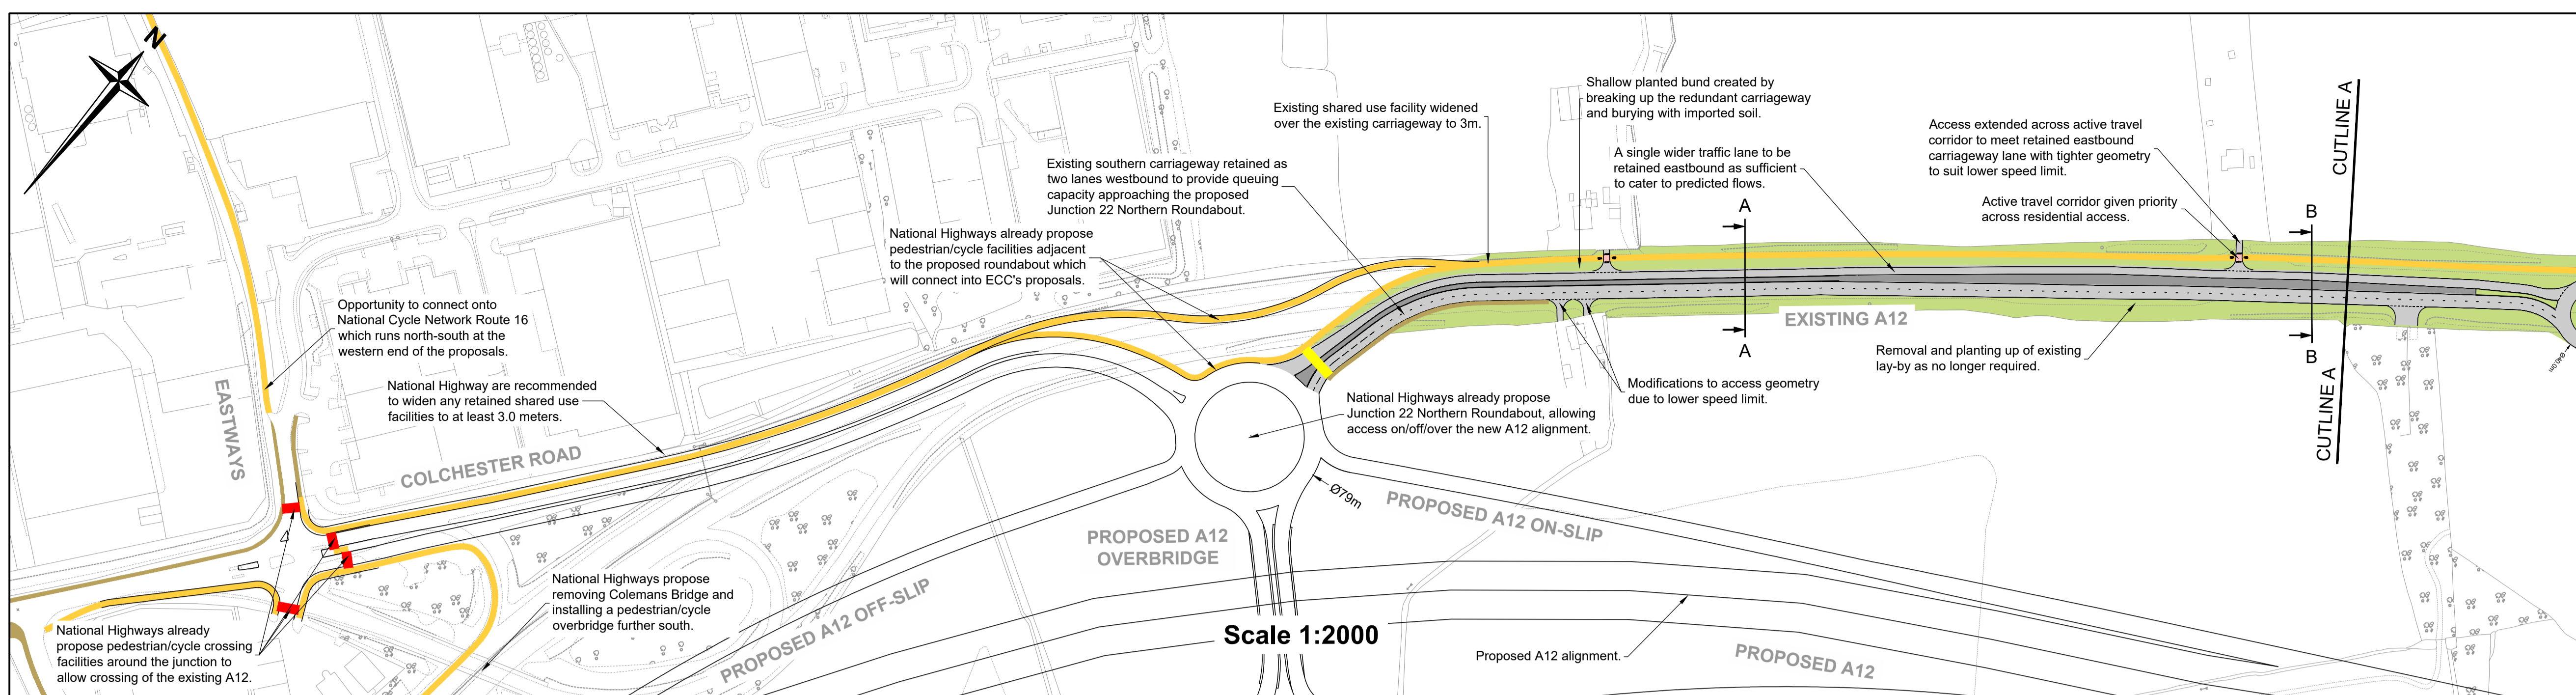 N
Opportunity to connect onto
National Cycle Network Route 16
which runs north-south at the
western end of the proposals.
National Highway are recommended
to widen any retained shared use
facilities to at least 3.0 meters.
EASTWAYS
COLCHESTER ROAD
National Highways already
propose pedestrian/cycle crossing
facilities around the junction to
allow crossing of the existing A12.
National Highways propose
removing Colemans Bridge and
installing a pedestrian/cycle
overbridge further south.
PROPOSED A12 OFF-SLIP
National Highways already propose
pedestrian/cycle facilities adjacent
to the proposed roundabout which
will connect into ECC's proposals.
Existing southern carriageway retained as
two lanes westbound to provide queuing
capacity approaching the proposed
Junction 22 Northern Roundabout.
Existing shared use facility widened
over the existing carriageway to 3m.
Shallow planted bund created by
breaking up the redundant carriageway
and burying with imported soil.
A single wider traffic lane to be
retained eastbound as sufficient
to cater to predicted flows.
Access extended across active travel
corridor to meet retained eastbound
carriageway lane with tighter geometry
to suit lower speed limit.
Active travel corridor given priority
across residential access.
A
A
B
B
CUTLINE A
CUTLINE A
EXISTING A12
Removal and planting up of existing
lay-by as no longer required.
Modifications to access geometry
due to lower speed limit.
National Highways already propose
Junction 22 Northern Roundabout, allowing
access on/off/over the new A12 alignment.
Ø79m
Ø40.0m
PROPOSED A12 ON-SLIP
PROPOSED A12
OVERBRIDGE
Scale 1:2000
Proposed A12 alignment.
PROPOSED A12